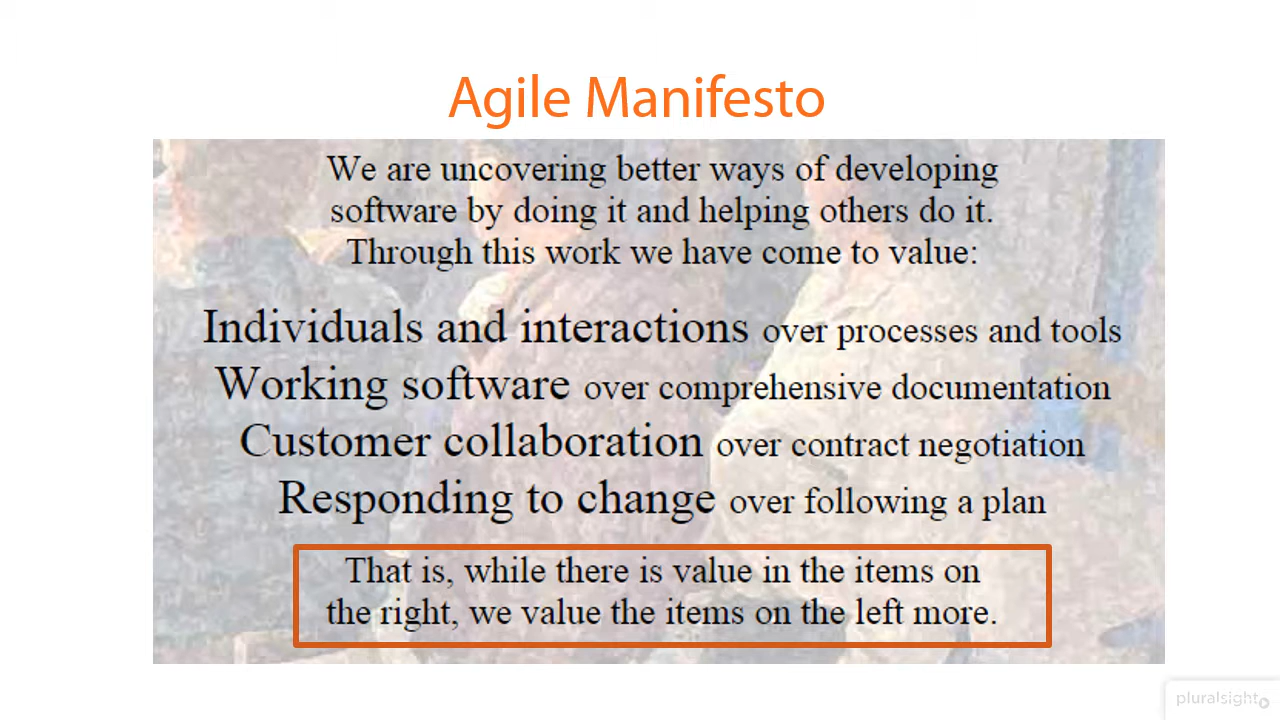 Agile Manifesto
We are uncovering better ways of developing
software by doing it and helping others do it.
Through this work we have come to value:
Individuals and interactions over processes and tools
Working software over comprehensive documentation
Customer collaboration over contract negotiation
Responding to change over following a plan
That is, while there is value in the items on
the right, we value the items on the left more.
pluralsight